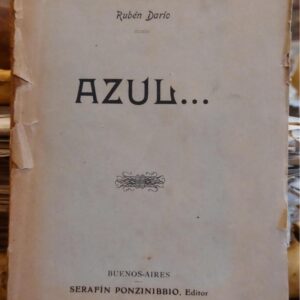 Rubén Darío
AZUL...
BUENOS-AIRES
SERAFÍN PONZINIBBIO, Editor